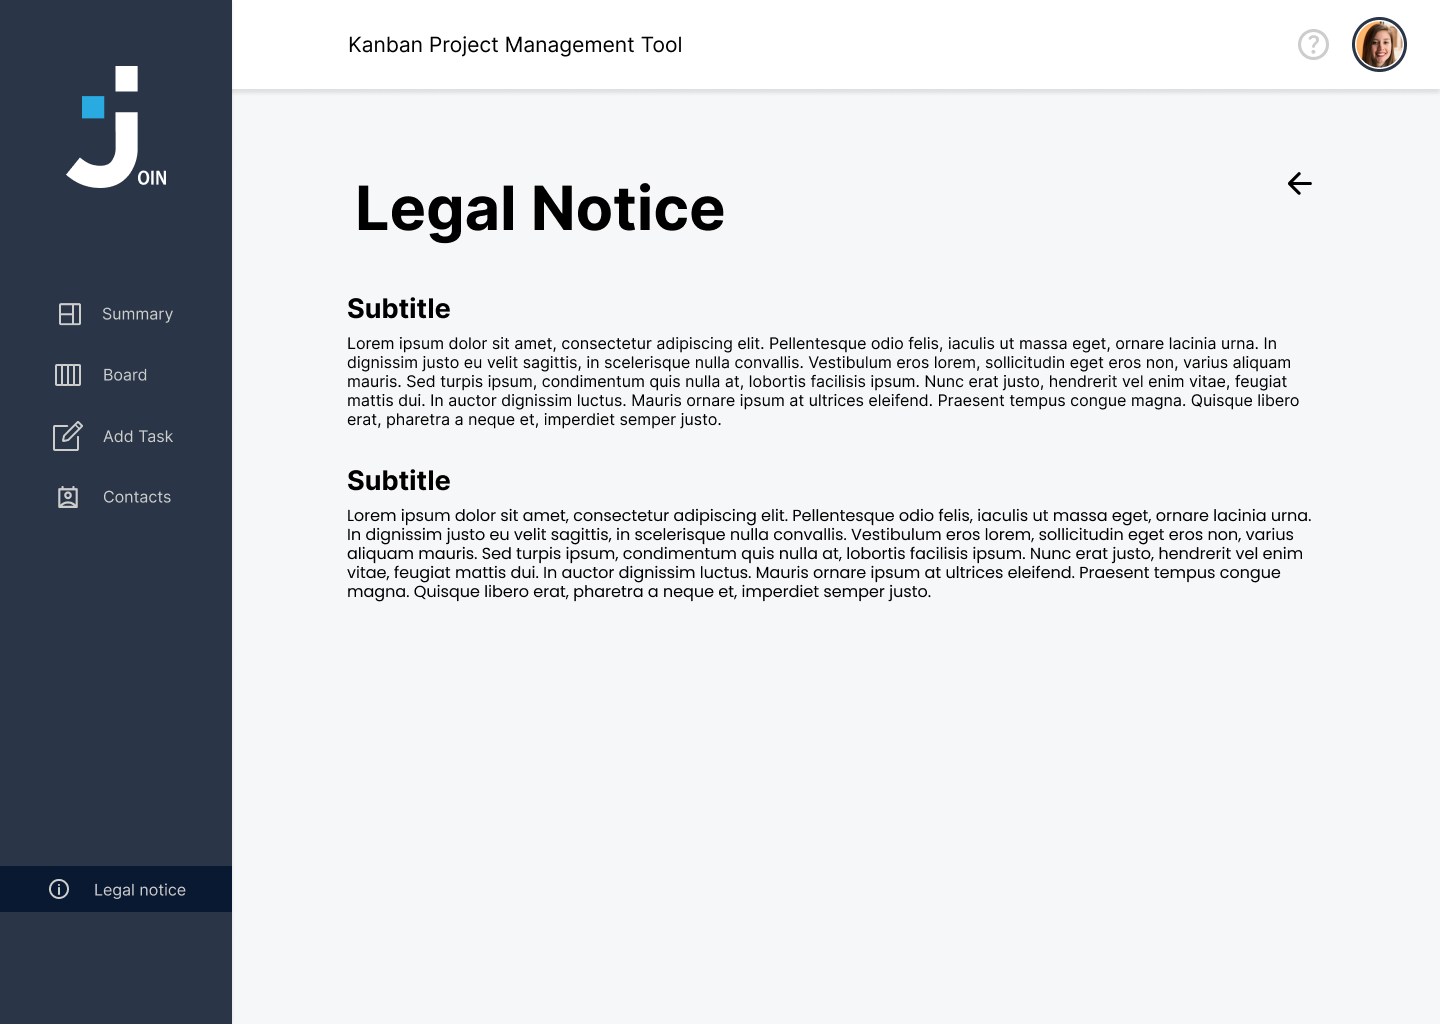 Kanban Project Management Tool
JOIN
Summary
Board
Add Task
Contacts
Legal notice
Legal Notice
Subtitle
Lorem ipsum dolor sit amet, consectetur adipiscing elit. Pellentesque odio felis, iaculis ut massa eget, ornare lacinia urna. In
dignissim justo eu velit sagittis, in scelerisque nulla convallis. Vestibulum eros lorem, sollicitudin eget eros non, varius aliquam
mauris. Sed turpis ipsum, condimentum quis nulla at, lobortis facilisis ipsum. Nunc erat justo, hendrerit vel enim vitae, feugiat
mattis dui. In auctor dignissim luctus. Mauris ornare ipsum at ultrices eleifend. Praesent tempus congue magna. Quisque libero
erat, pharetra a neque et, imperdiet semper justo.
Subtitle
Lorem ipsum dolor sit amet, consectetur adipiscing elit. Pellentesque odio felis, iaculis ut massa eget, ornare lacinia urna.
In dignissim justo eu velit sagittis, in scelerisque nulla convallis. Vestibulum eros lorem, sollicitudin eget eros non, varius
aliquam mauris. Sed turpis ipsum, condimentum quis nulla at, lobortis facilisis ipsum. Nunc erat justo, hendrerit vel enim
vitae, feugiat mattis dui. In auctor dignissim luctus. Mauris ornare ipsum at ultrices eleifend. Praesent tempus congue
magna. Quisque libero erat, pharetra a neque et, imperdiet semper justo.